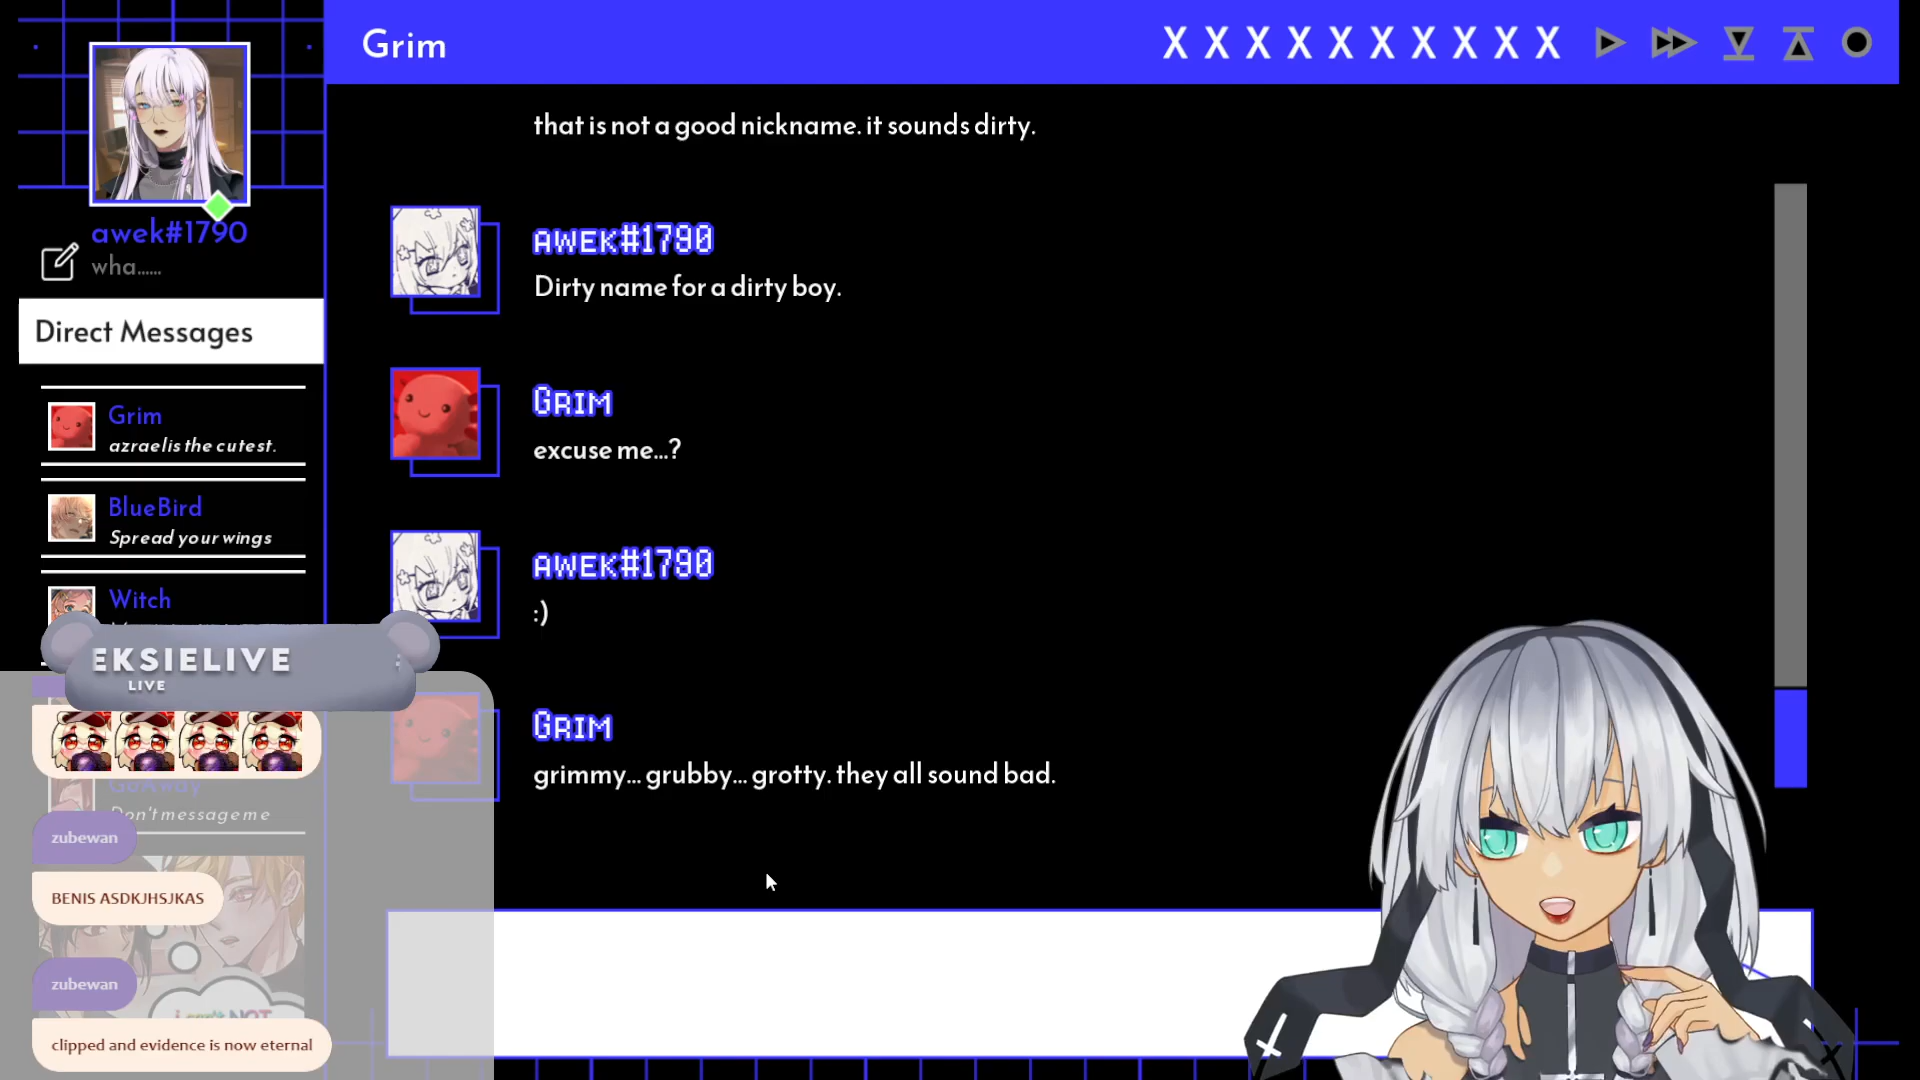 Grim
X X X X X X X X X X
that is not a good nickname. it sounds dirty.
awek#1790
wha......
Direct Messages
Grim
azrael is the cutest.
BlueBird
Spread your wings
Witch
AWEK#1790
Dirty name for a dirty boy.
GRIM
excuse me...?
AWEK#1790
:)
GRIM
grimmy... grubby... grotty. they all sound bad.
EKSIELIVE
LIVE
GoAway
Don't message me
zubewan
BENIS ASDKJHSJKAS
zubewan
i can't NOT
clipped and evidence is now eternal